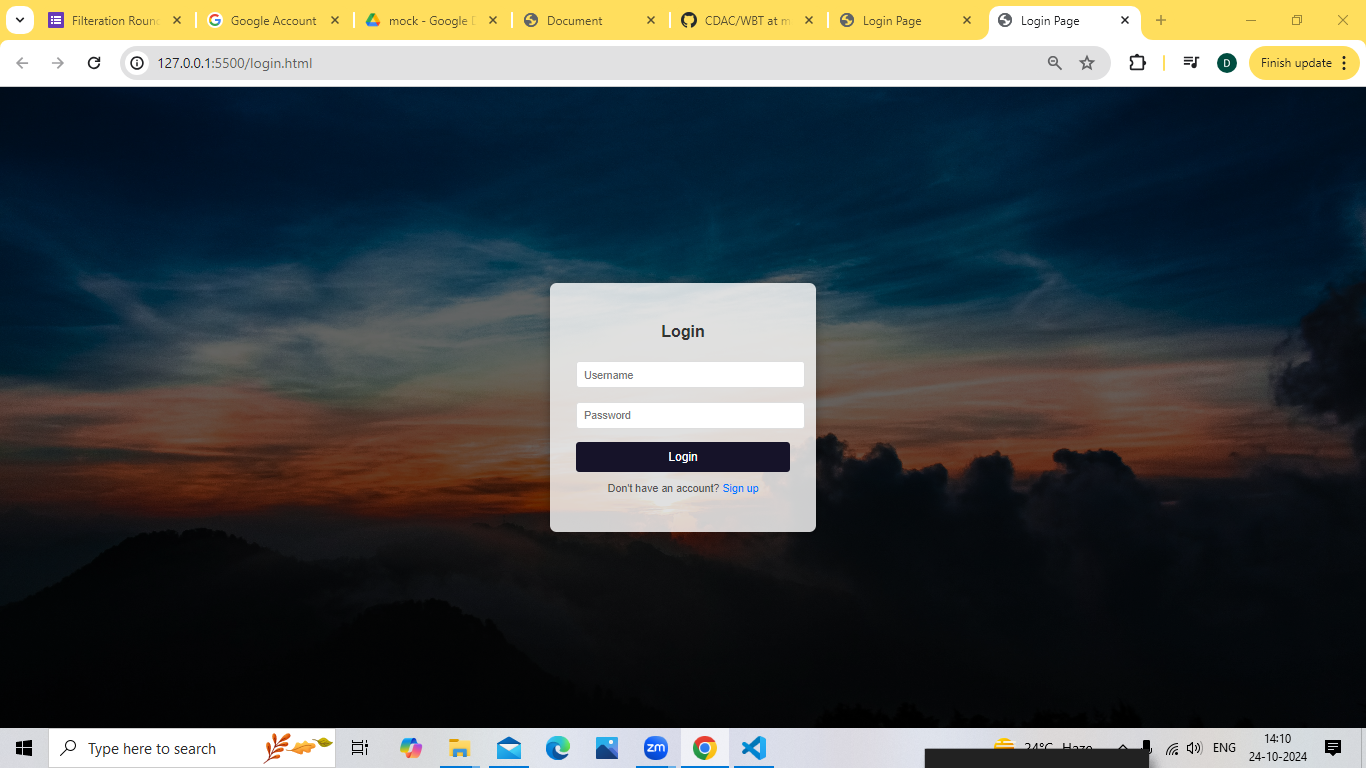 Filteration Roun
Google Account
mock - Google D
Document
CDAC/WBT at m
Login Page
Login Page
127.0.0.1:5500/login.html
D
Finish update
Login
Username
Password
Login
Don't have an account? Sign up
Type here to search
zm
24°C Haze
ENG
14:10
24-10-2024